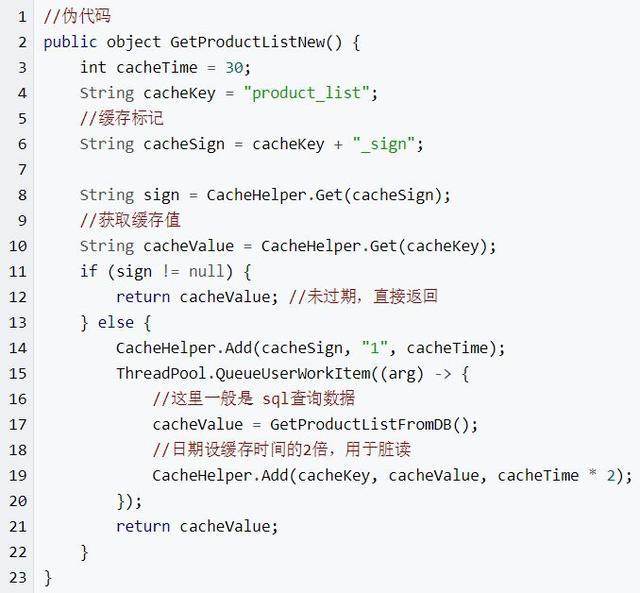 1 //伪代码
2 public object GetProductListNew() {
3     int cacheTime = 30;
4     String cacheKey = "product_list";
5     //缓存标记
6     String cacheSign = cacheKey + "_sign";
7
8     String sign = CacheHelper.Get(cacheSign);
9     //获取缓存值
10     String cacheValue = CacheHelper.Get(cacheKey);
11     if (sign != null) {
12         return cacheValue; //未过期，直接返回
13     } else {
14         CacheHelper.Add(cacheSign, "1", cacheTime);
15         ThreadPool.QueueUserWorkItem((arg) -> {
16             //这里一般是 sql查询数据
17             cacheValue = GetProductListFromDB();
18             //日期设缓存时间的2倍，用于脏读
19             CacheHelper.Add(cacheKey, cacheValue, cacheTime * 2);
20         });
21         return cacheValue;
22     }
23 }